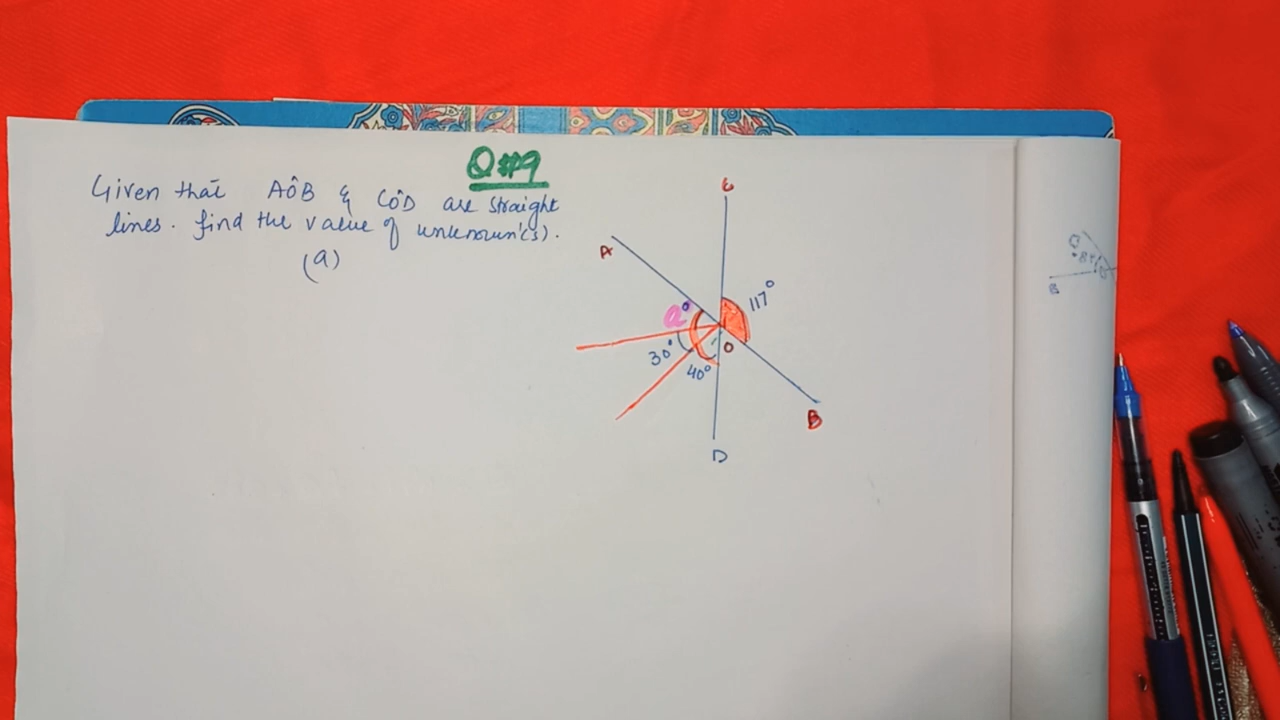 Q#9
Given that AÔB & CÔD are straight
lines. find the value of unknown(s).
(a)
C
A
a°
117°
30°
O
40°
B
D
B